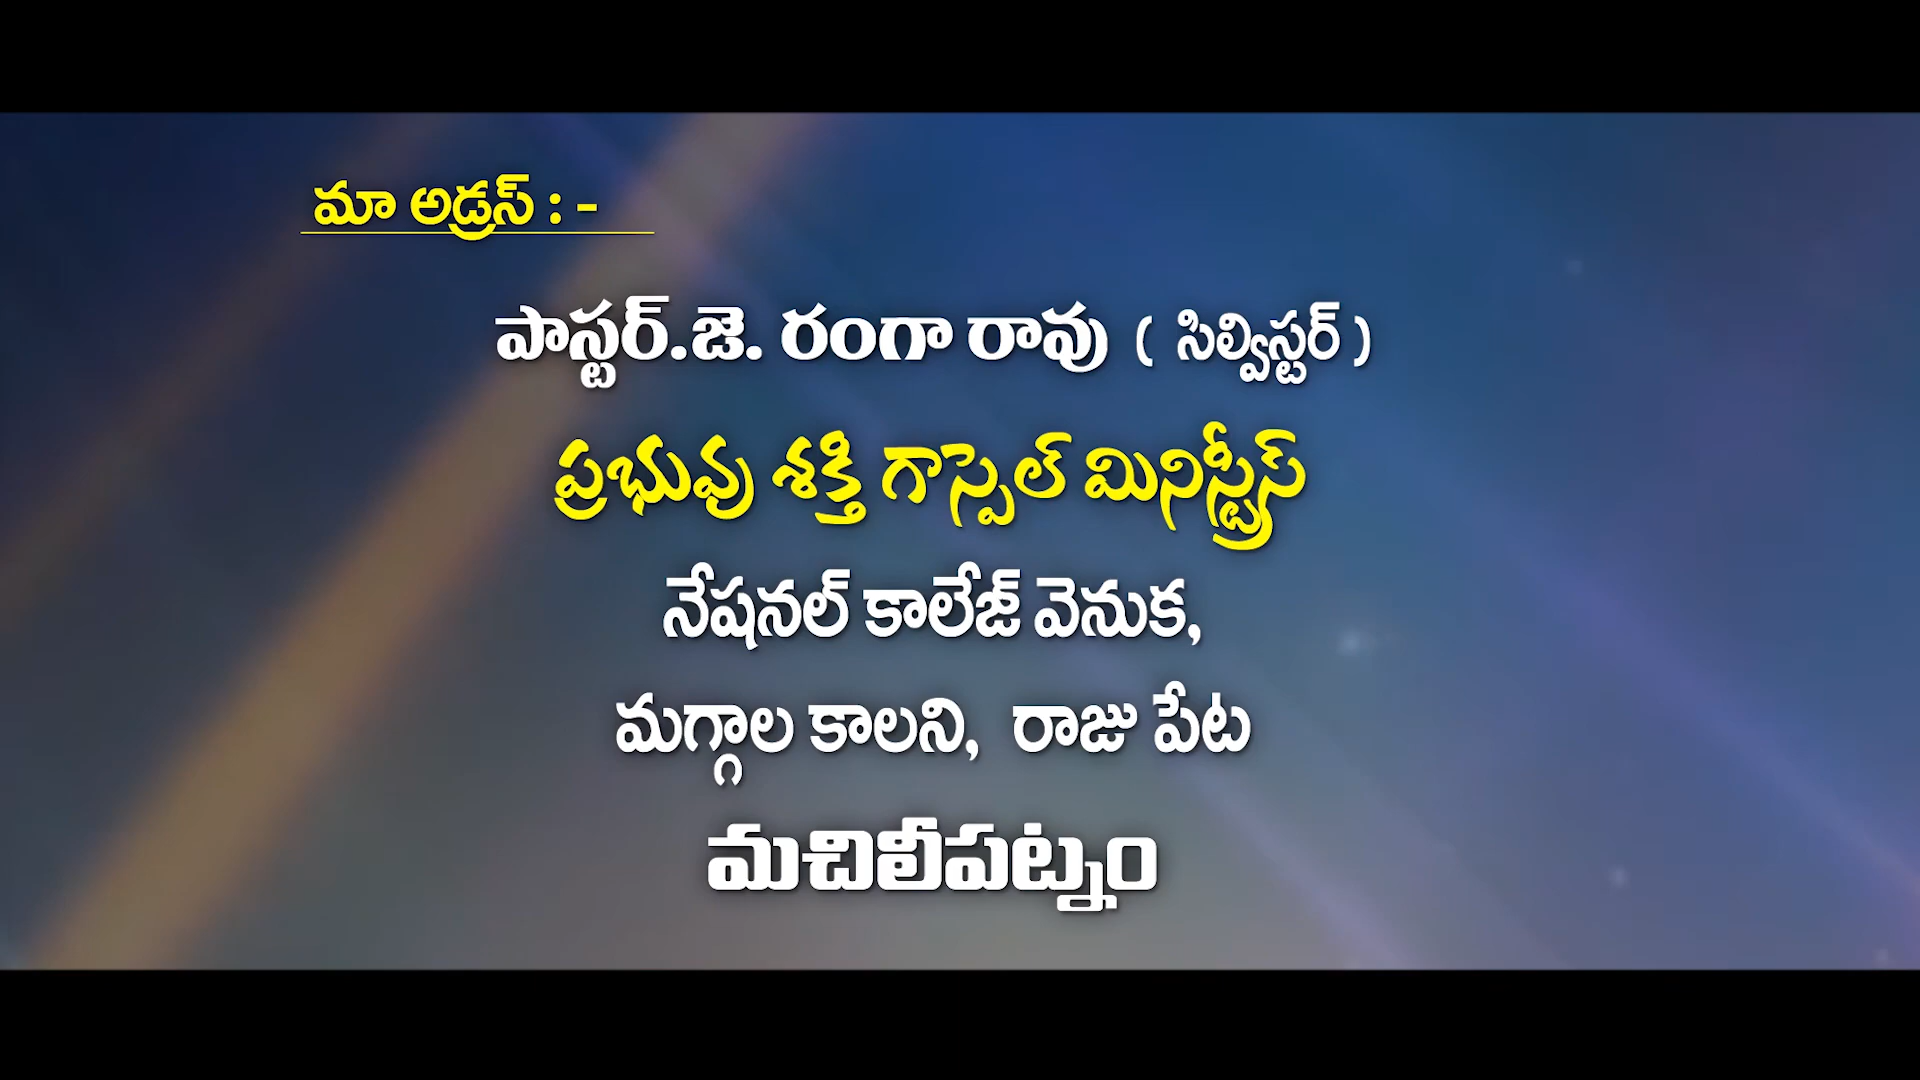 మా అడ్రస్ : -
పాస్టర్.జె. రంగా రావు ( సిల్విస్టర్ )
ప్రభువు శక్తి గాస్పెల్ మినిస్ట్రీస్
నేషనల్ కాలేజ్ వెనుక,
మగ్గాల కాలని, రాజు పేట
మచిలీపట్నం